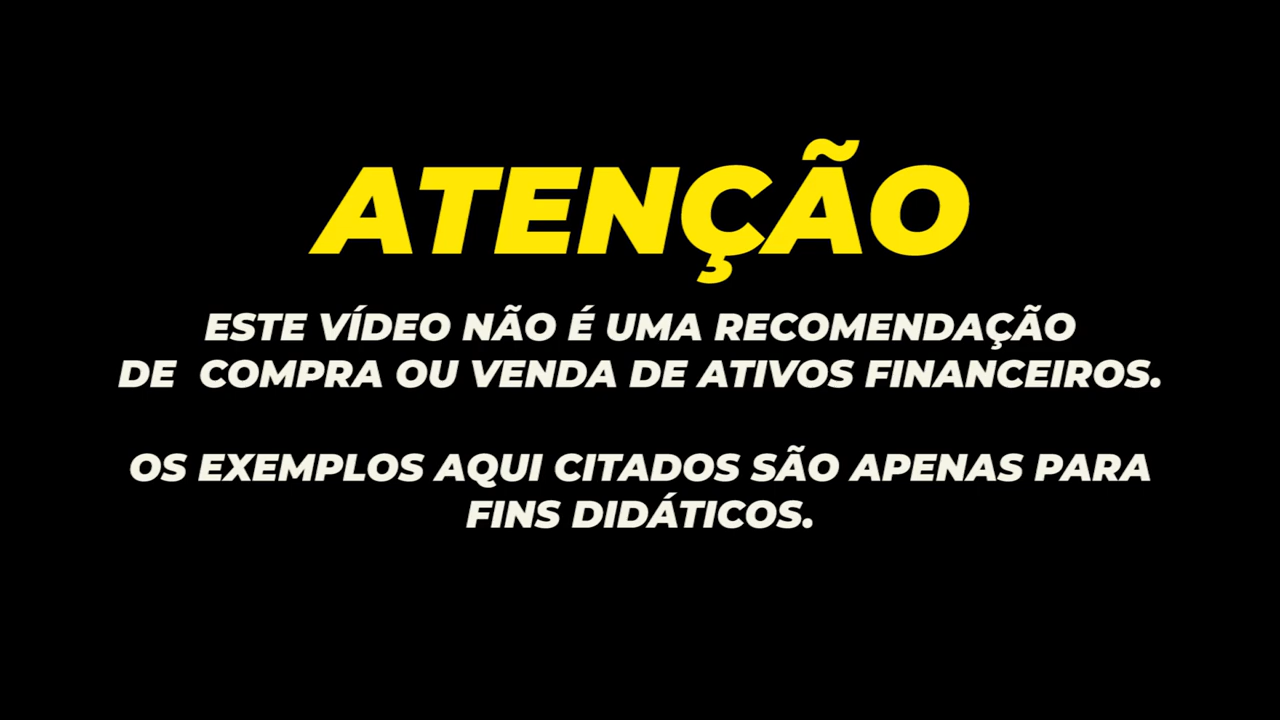 ATENÇÃO
ESTE VÍDEO NÃO É UMA RECOMENDAÇÃO
DE COMPRA OU VENDA DE ATIVOS FINANCEIROS.
OS EXEMPLOS AQUI CITADOS SÃO APENAS PARA
FINS DIDÁTICOS.